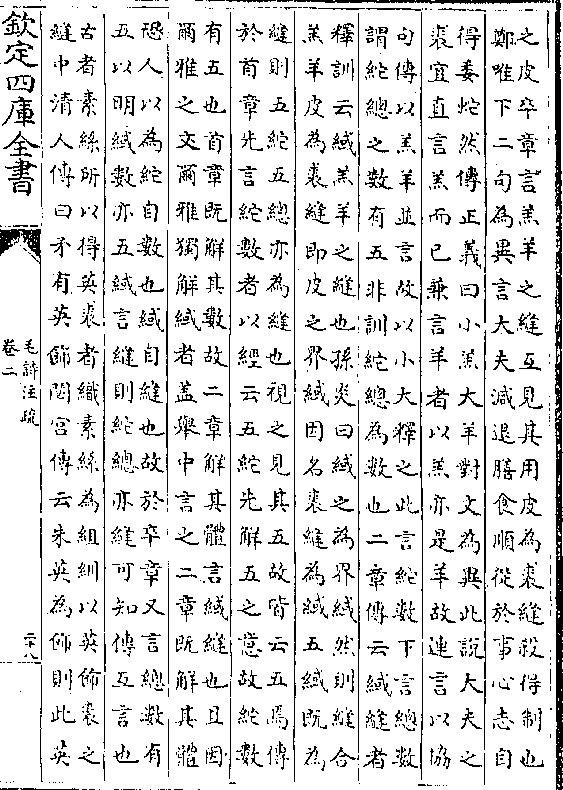 之皮卒章言羔羊之縫互見其用皮為裘縫殺得制也
鄭唯下二句為異言大夫減退膳食順從於事心志自
得委蛇然傳正義曰小羔大羊對文為異此說大夫之
裘宜直言羔而已兼言羊者以羔亦是羊故連言以協
句傳以羔羊並言故以小大釋之此言紽數下言總數
謂紽總之數有五非訓紽總為數也二章傳云緎縫者
釋訓云緎羔羊之縫也孫炎曰緎之為界緎然則縫合
羔羊皮為裘縫即皮之界緎因名裘縫為緎五緎既為
縫則五紽五總亦為縫也視之見其五故皆云五焉傳
於首章先言紽數者以經云五紽先解五之意故紽數
有五也首章既解其數故二章解其體言緎縫也且因
爾雅之文爾雅獨解緎者蓋舉中言之二章既解其體
恐人以為紽自數也緎自縫也故於卒章又言總數有
五以明緎數亦五緎言縫則紽總亦縫可知傳互言也
古者素絲所以得英裘者織素絲為組紃以英飾裘之
縫中清人傳曰矛有英飾閟宮傳云朱英為飾則此英
欽定四庫全書
毛詩注疏
卷二
二十八